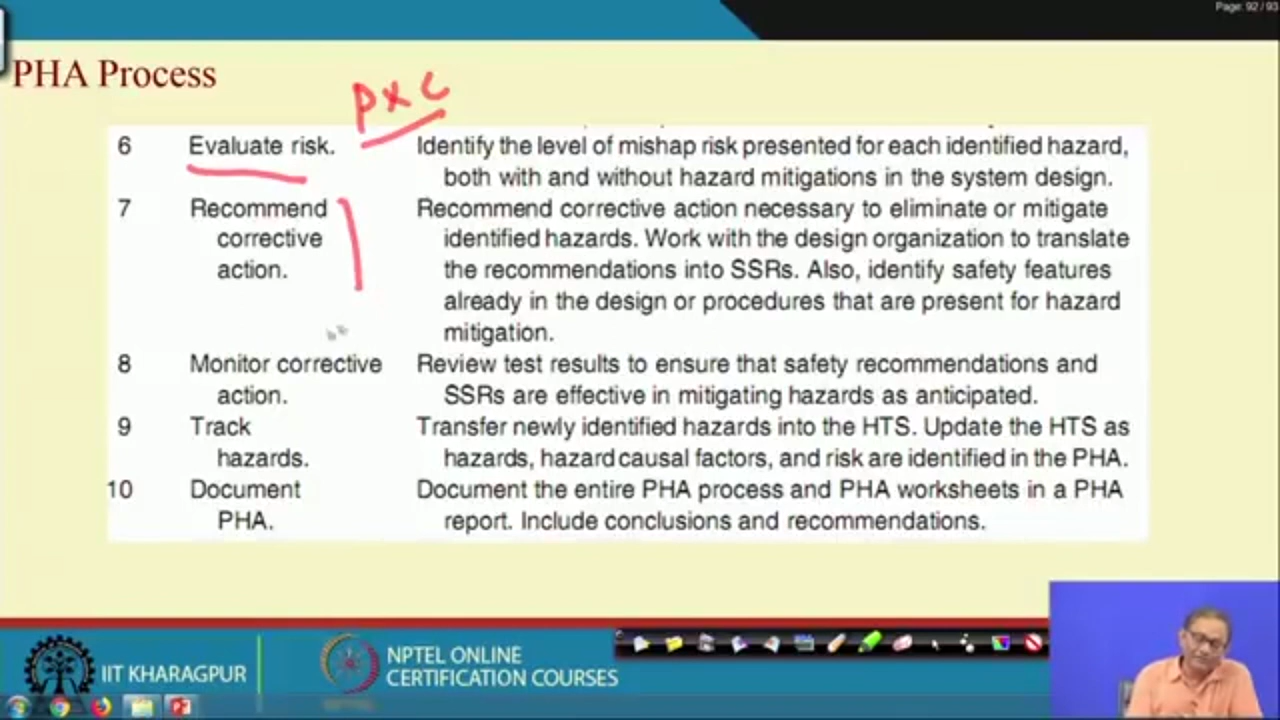 Page: 92 / 93
PHA Process
P x C
6 Evaluate risk. Identify the level of mishap risk presented for each identified hazard,
both with and without hazard mitigations in the system design.
7 Recommend Recommend corrective action necessary to eliminate or mitigate
corrective identified hazards. Work with the design organization to translate
action. the recommendations into SSRs. Also, identify safety features
already in the design or procedures that are present for hazard
mitigation.
8 Monitor corrective Review test results to ensure that safety recommendations and
action. SSRs are effective in mitigating hazards as anticipated.
9 Track Transfer newly identified hazards into the HTS. Update the HTS as
hazards. hazards, hazard causal factors, and risk are identified in the PHA.
10 Document Document the entire PHA process and PHA worksheets in a PHA
PHA. report. Include conclusions and recommendations.
IIT KHARAGPUR
NPTEL ONLINE
CERTIFICATION COURSES